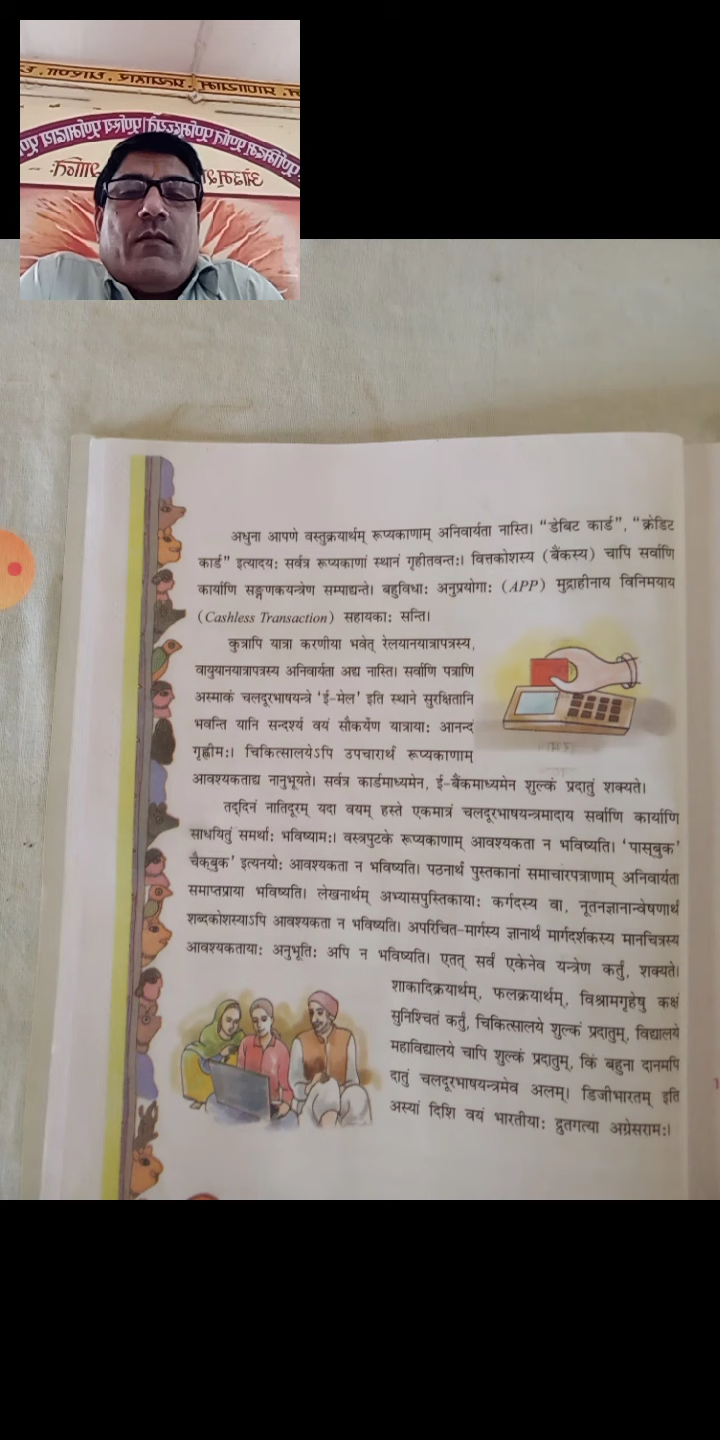 अधुना आपणे वस्तुक्रयार्थम् रूप्यकाणाम् अनिवार्यता नास्ति। “डेबिट कार्ड”, “क्रेडिट
कार्ड” इत्यादयः सर्वत्र रूप्यकाणां स्थानं गृहीतवन्तः। वित्तकोशस्य (बैंकस्य) चापि सर्वाणि
कार्याणि सङ्गणकयन्त्रेण सम्पाद्यन्ते। बहुविधाः अनुप्रयोगाः (APP) मुद्राहीनाय विनिमयाय
(Cashless Transaction) सहायकाः सन्ति।
कुत्रापि यात्रा करणीया भवेत् रेलयानयात्रापत्रस्य,
वायुयानयात्रापत्रस्य अनिवार्यता अद्य नास्ति। सर्वाणि पत्राणि
अस्माकं चलदूरभाषयन्त्रे ‘ई-मेल’ इति स्थाने सुरक्षितानि
भवन्ति यानि सन्दर्श्य वयं सौकर्येण यात्रायाः आनन्दं
गृह्णीमः। चिकित्सालयेऽपि उपचारार्थं रूप्यकाणाम्
आवश्यकताद्य नानुभूयते। सर्वत्र कार्डमाध्यमेन, ई-बैंकमाध्यमेन शुल्कं प्रदातुं शक्यते।
तद्दिनं नातिदूरम् यदा वयम् हस्ते एकमात्रं चलदूरभाषयन्त्रमादाय सर्वाणि कार्याणि
साधयितुं समर्थाः भविष्यामः। वस्त्रपुटके रूप्यकाणाम् आवश्यकता न भविष्यति। ‘पास्बुक’
चैक्बुक’ इत्यनयोः आवश्यकता न भविष्यति। पठनार्थं पुस्तकानां समाचारपत्राणाम् अनिवार्यता
समाप्तप्राया भविष्यति। लेखनार्थम् अभ्यासपुस्तिकायाः कर्गदस्य वा, नूतनज्ञानान्वेषणार्थं
शब्दकोशस्याऽपि आवश्यकता न भविष्यति। अपरिचित-मार्गस्य ज्ञानार्थं मार्गदर्शकस्य मानचित्रस्य
आवश्यकतायाः अनुभूतिः अपि न भविष्यति। एतत् सर्वं एकेनेव यन्त्रेण कर्तुं, शक्यते।
शाकादिक्रयार्थम्, फलक्रयार्थम्, विश्रामगृहेषु कक्षं
सुनिश्चितं कर्तुं, चिकित्सालये शुल्कं प्रदातुम्, विद्यालये
महाविद्यालये चापि शुल्कं प्रदातुम्, किं बहुना दानमपि
दातुं चलदूरभाषयन्त्रमेव अलम्। डिजीभारतम् इति
अस्यां दिशि वयं भारतीयाः द्रुतगत्या अग्रेसरामः।